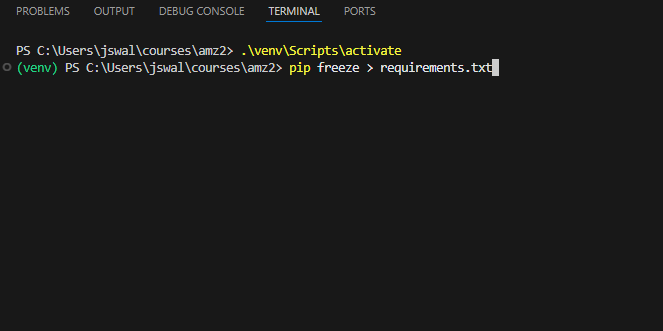 PROBLEMS OUTPUT DEBUG CONSOLE TERMINAL PORTS
PS C:\Users\jswal\courses\amz2> .\venv\Scripts\activate
(venv) PS C:\Users\jswal\courses\amz2> pip freeze > requirements.txt